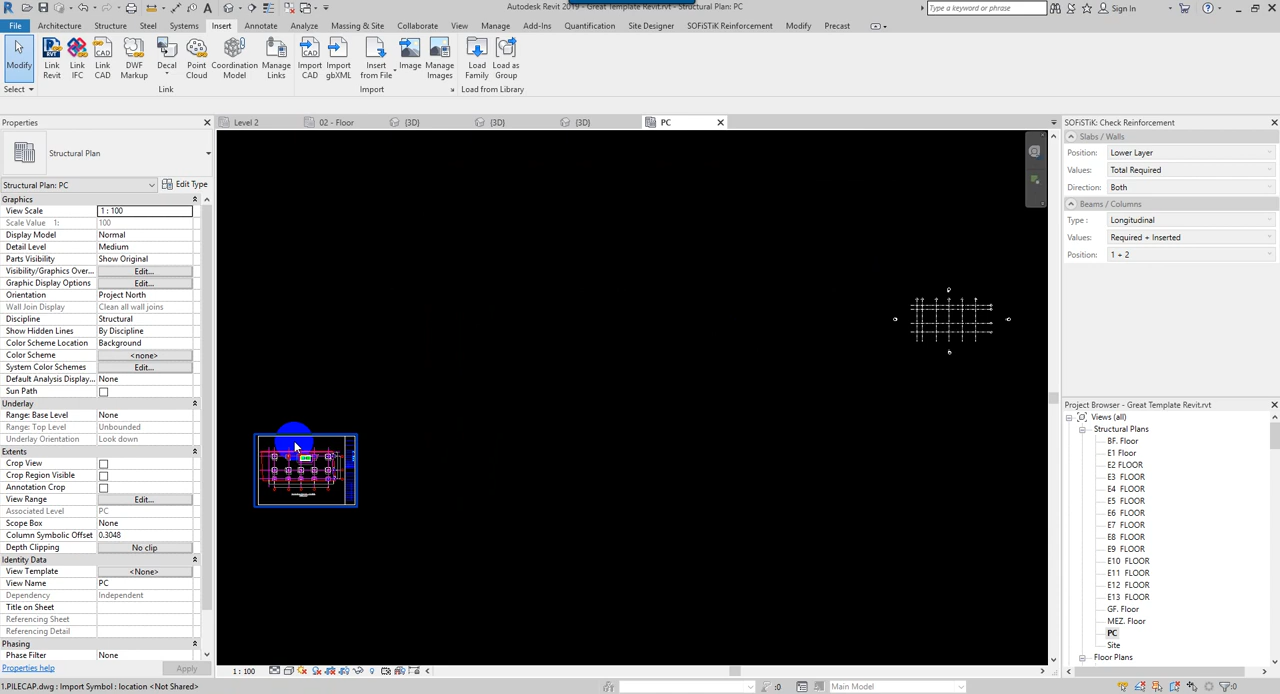 Autodesk Revit 2019 - Great Template Revit.rvt - Structural Plan: PC
Type a keyword or phrase
Sign In
File Architecture Structure Steel Systems Insert Annotate Analyze Massing & Site Collaborate View Manage Add-Ins Quantification Site Designer SOFiSTiK Reinforcement Modify Precast
Modify
Link Revit
Link IFC
Link CAD
DWF Markup
Decal
Point Cloud
Coordination Model
Manage Links
Import CAD
Import gbXML
Insert from File
Image
Manage Images
Load Family
Load as Group
Select
Link
Import
Load from Library
Properties
Level 2
02 - Floor
{3D}
{3D}
{3D}
PC
SOFiSTiK: Check Reinforcement
Structural Plan
Structural Plan: PC
Edit Type
Graphics
View Scale 1 : 100
Scale Value 1: 100
Display Model Normal
Detail Level Medium
Parts Visibility Show Original
Visibility/Graphics Over... Edit...
Graphic Display Options Edit...
Orientation Project North
Wall Join Display Clean all wall joins
Discipline Structural
Show Hidden Lines By Discipline
Color Scheme Location Background
Color Scheme <none>
System Color Schemes Edit...
Default Analysis Display... None
Sun Path
Underlay
Range: Base Level None
Range: Top Level Unbounded
Underlay Orientation Look down
Extents
Crop View
Crop Region Visible
Annotation Crop
View Range Edit...
Associated Level PC
Scope Box None
Column Symbolic Offset 0.3048
Depth Clipping No clip
Identity Data
View Template <None>
View Name PC
Dependency Independent
Title on Sheet
Referencing Sheet
Referencing Detail
Phasing
Phase Filter None
Properties help
Apply
Slabs / Walls
Position: Lower Layer
Values: Total Required
Direction: Both
Beams / Columns
Type : Longitudinal
Values: Required + Inserted
Position: 1 + 2
Project Browser - Great Template Revit.rvt
Views (all)
Structural Plans
BF. Floor
E1 Floor
E2 FLOOR
E3 FLOOR
E4 FLOOR
E5 FLOOR
E6 FLOOR
E7 FLOOR
E8 FLOOR
E9 FLOOR
E10 FLOOR
E11 FLOOR
E12 FLOOR
E13 FLOOR
GF. Floor
MEZ. Floor
PC
Site
Floor Plans
1 : 100
1.PILECAP.dwg : Import Symbol : location <Not Shared>
:0
Main Model
:0